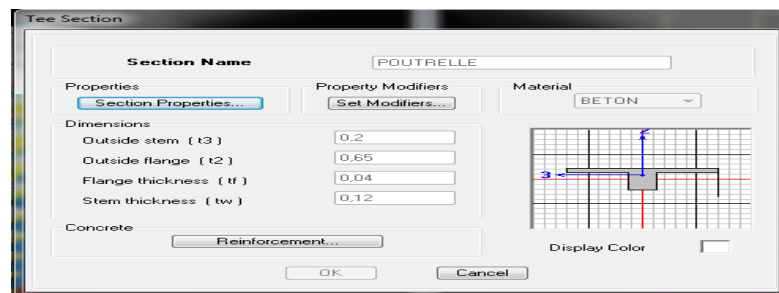 Tee Section
Section Name POUTRELLE
Properties Property Modifiers Material
Section Properties... Set Modifiers... BETON
Dimensions
Outside stem ( t3 ) 0,2
Outside flange ( t2 ) 0,65
Flange thickness ( tf ) 0,04
Stem thickness ( tw ) 0,12
2
3
Concrete
Reinforcement...
Display Color
OK Cancel